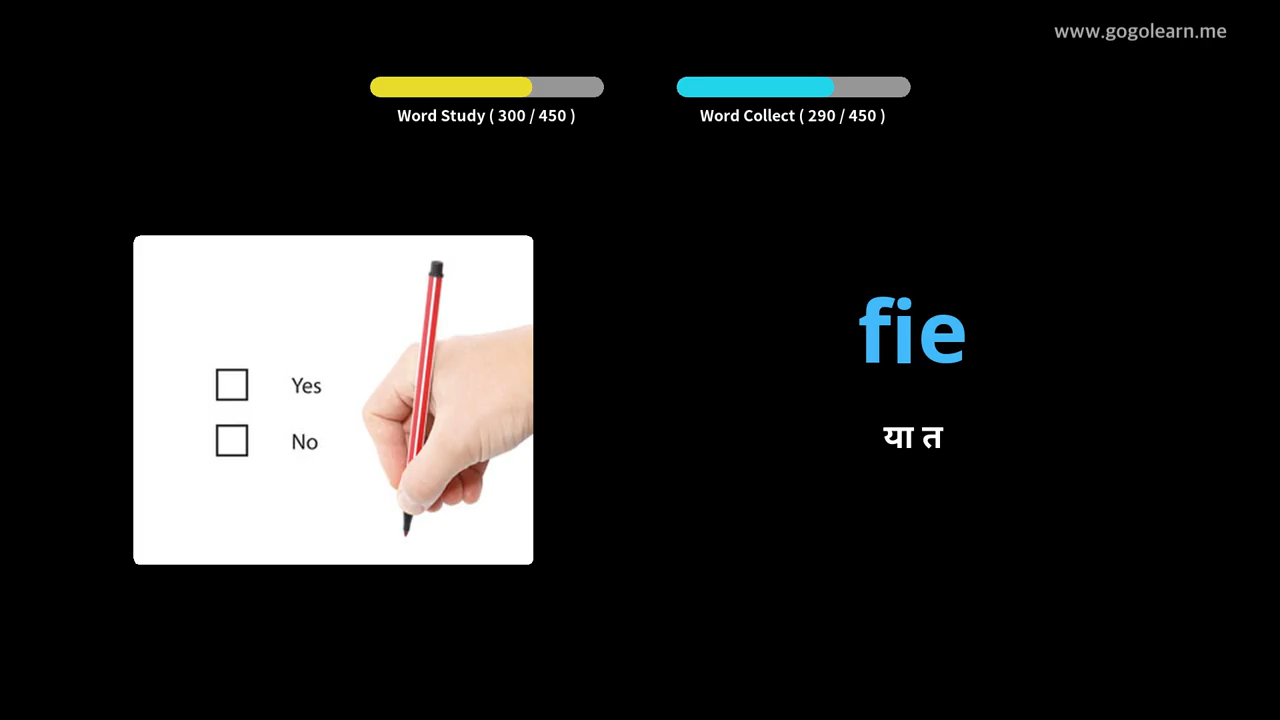 www.gogolearn.me
Word Study ( 300 / 450 )
Word Collect ( 290 / 450 )
Yes
No
fie
या त